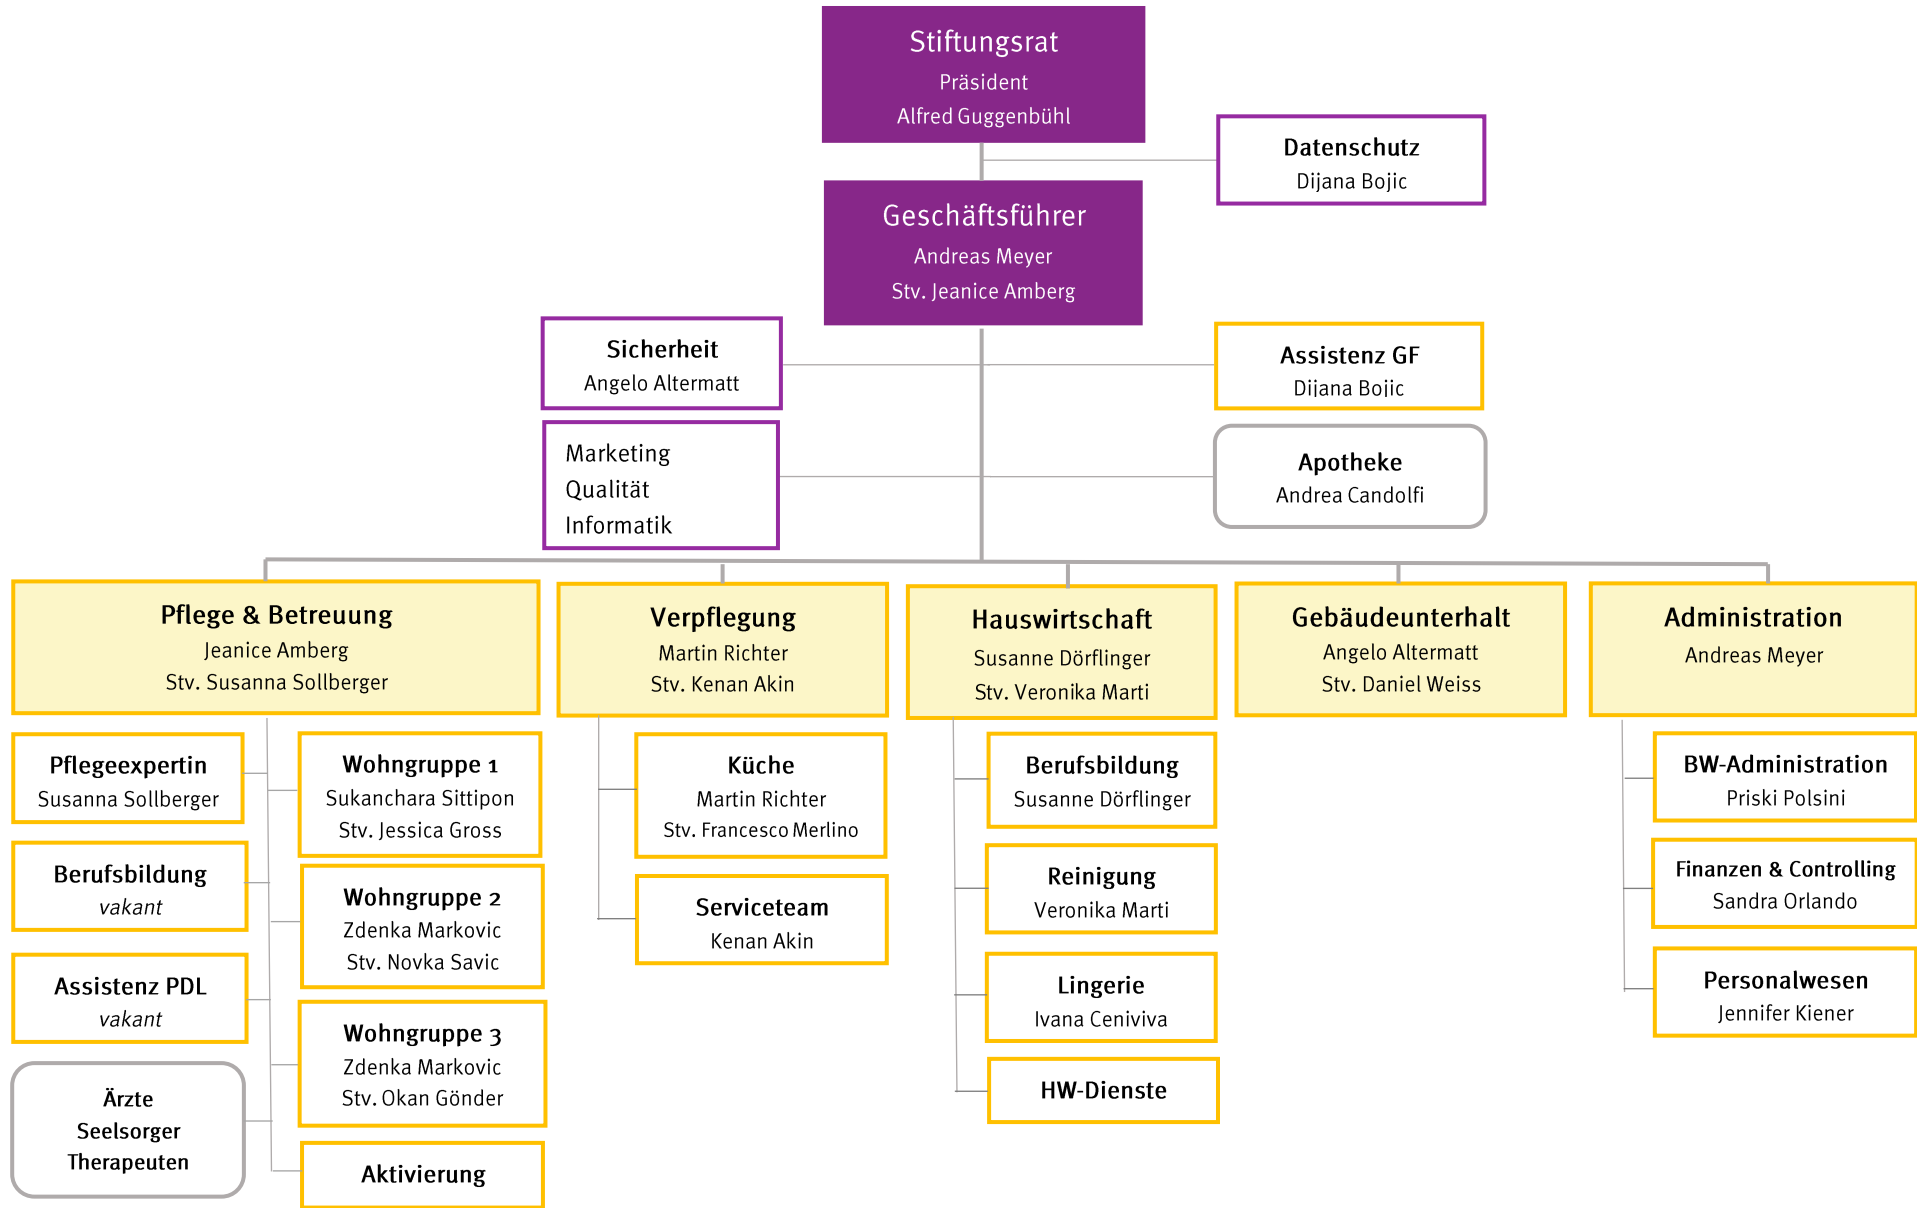 Stiftungsrat
Präsident
Alfred Guggenbühl
Datenschutz
Dijana Bojic
Geschäftsführer
Andreas Meyer
Stv. Jeanice Amberg
Sicherheit
Angelo Altermatt
Assistenz GF
Dijana Bojic
Marketing
Qualität
Informatik
Apotheke
Andrea Candolfi
Pflege & Betreuung
Jeanice Amberg
Stv. Susanna Sollberger
Verpflegung
Martin Richter
Stv. Kenan Akin
Hauswirtschaft
Susanne Dörflinger
Stv. Veronika Marti
Gebäudeunterhalt
Angelo Altermatt
Stv. Daniel Weiss
Administration
Andreas Meyer
Pflegeexpertin
Susanna Sollberger
Berufsbildung
vakant
Assistenz PDL
vakant
Ärzte
Seelsorger
Therapeuten
Wohngruppe 1
Sukanchara Sittipon
Stv. Jessica Gross
Wohngruppe 2
Zdenka Markovic
Stv. Novka Savic
Wohngruppe 3
Zdenka Markovic
Stv. Okan Gönder
Aktivierung
Küche
Martin Richter
Stv. Francesco Merlino
Serviceteam
Kenan Akin
Berufsbildung
Susanne Dörflinger
Reinigung
Veronika Marti
Lingerie
Ivana Ceniviva
HW-Dienste
BW-Administration
Priski Polsini
Finanzen & Controlling
Sandra Orlando
Personalwesen
Jennifer Kiener